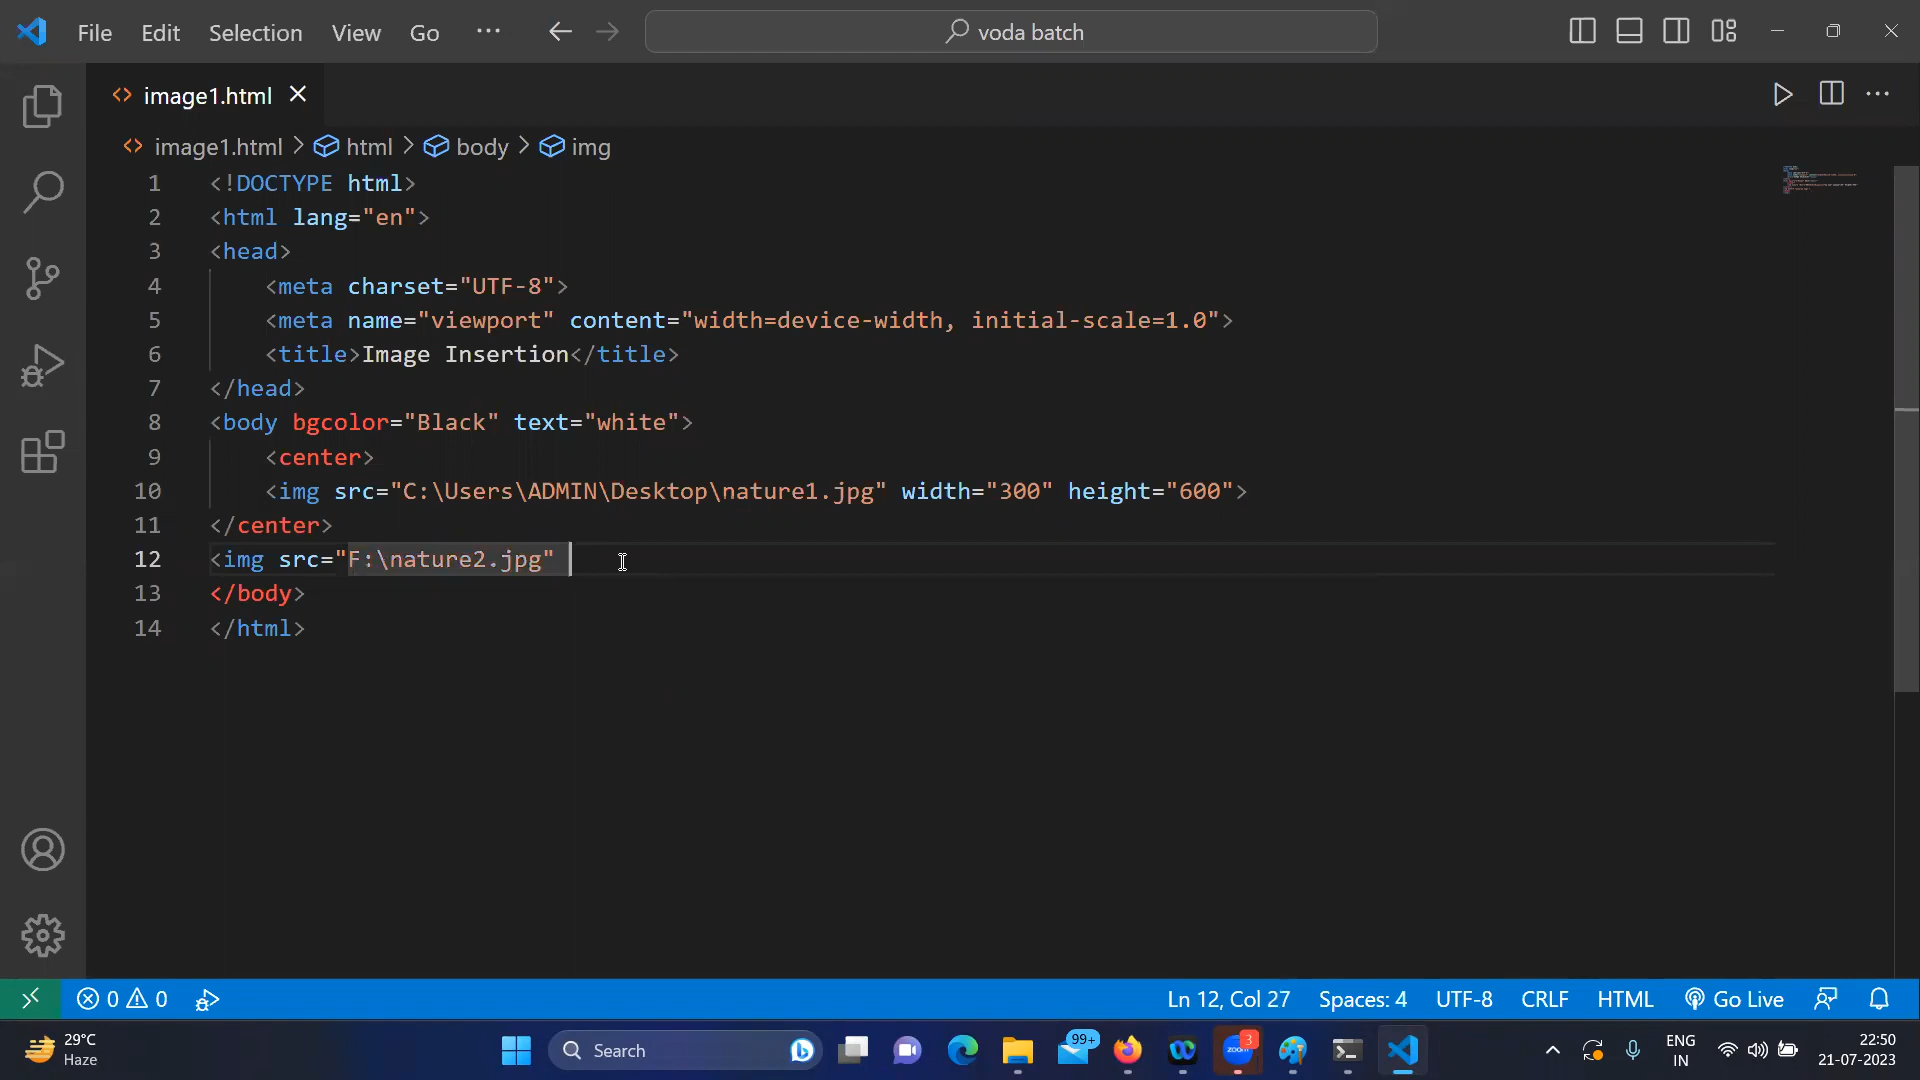 File Edit Selection View Go ··· voda batch
image1.html
image1.html > html > body > img
1 <!DOCTYPE html>
2 <html lang="en">
3 <head>
4 <meta charset="UTF-8">
5 <meta name="viewport" content="width=device-width, initial-scale=1.0">
6 <title>Image Insertion</title>
7 </head>
8 <body bgcolor="Black" text="white">
9 <center>
10 <img src="C:\Users\ADMIN\Desktop\nature1.jpg" width="300" height="600">
11 </center>
12 <img src="F:\nature2.jpg"
13 </body>
14 </html>
0 0 Ln 12, Col 27 Spaces: 4 UTF-8 CRLF HTML Go Live
29°C
Haze
Search
99+
zoom
3
ENG
IN
22:50
21-07-2023